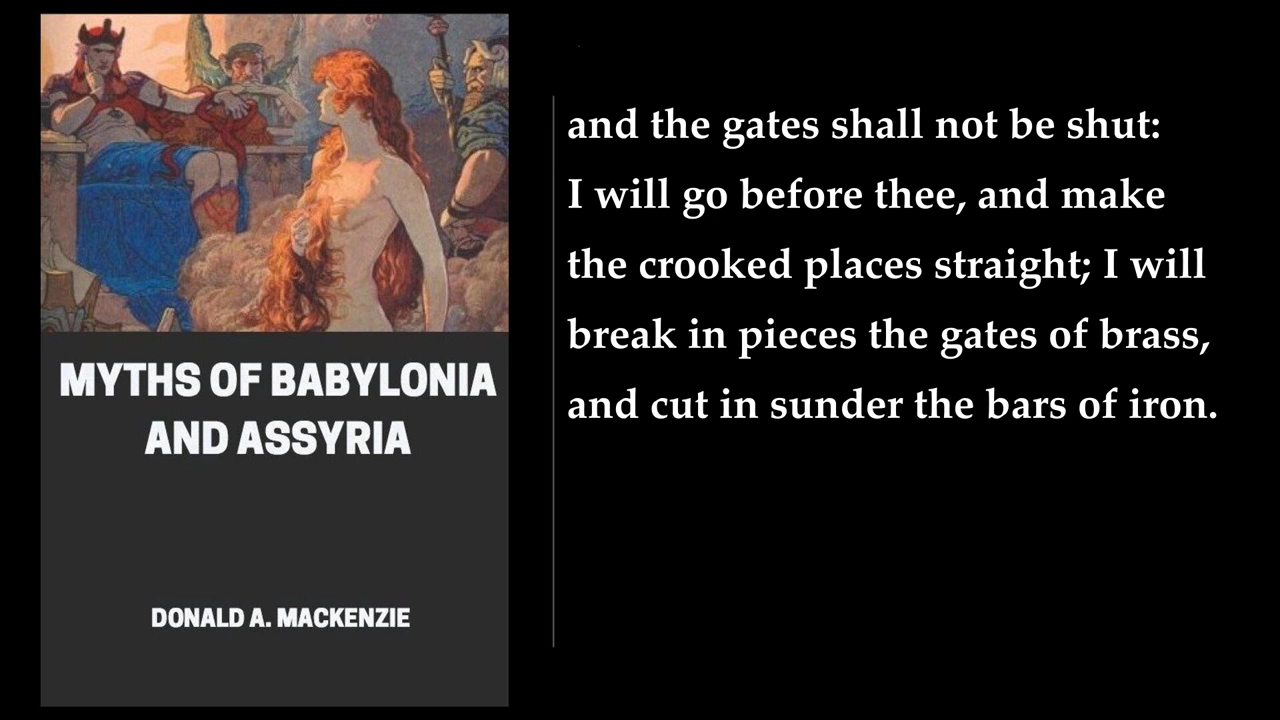 MYTHS OF BABYLONIA
AND ASSYRIA
DONALD A. MACKENZIE
and the gates shall not be shut:
I will go before thee, and make
the crooked places straight; I will
break in pieces the gates of brass,
and cut in sunder the bars of iron.